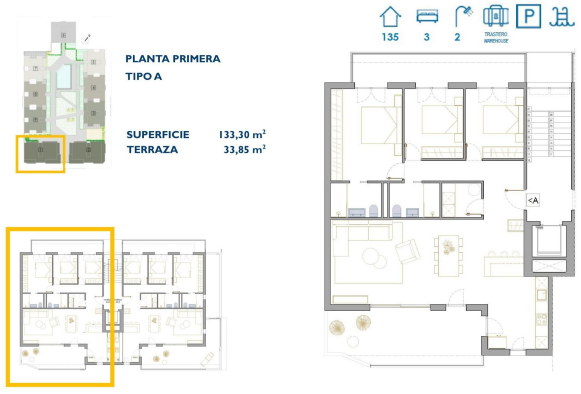 135
3
2
TRASTERO
WAREHOUSE
P
PLANTA PRIMERA
TIPO A
SUPERFICIE 133,30 m²
TERRAZA 33,85 m²
<A